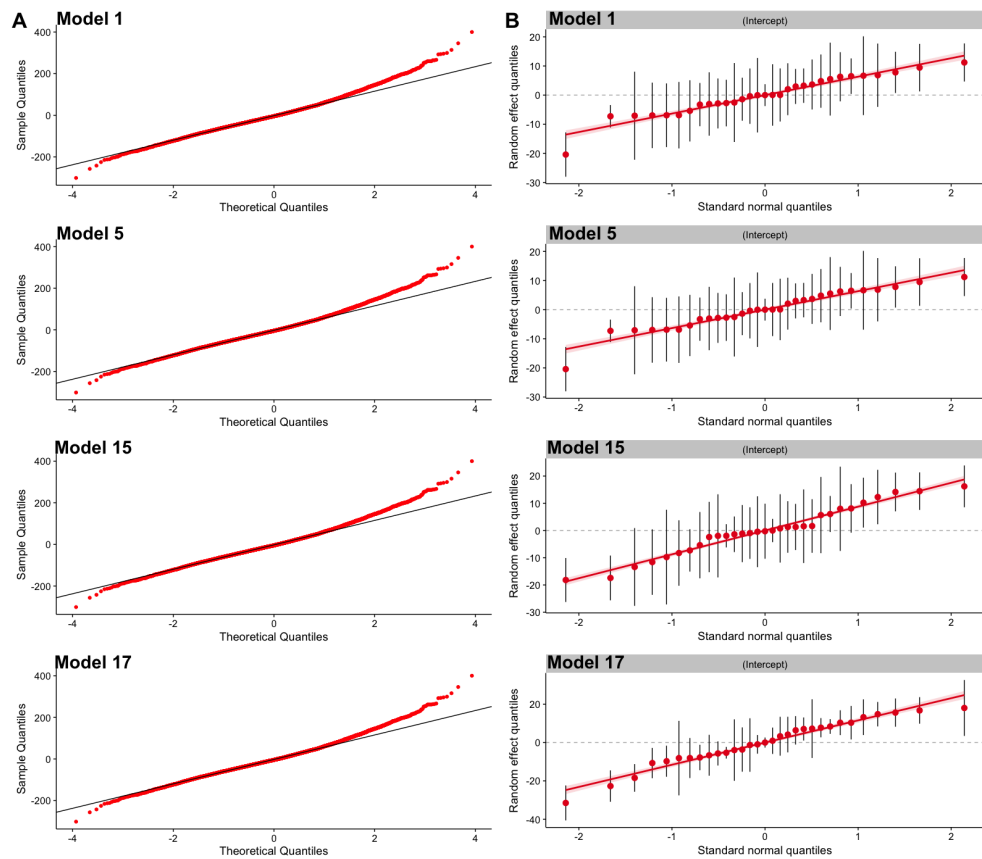 A
Model 1
400
200
0
-200
Sample Quantiles
-4
-2
0
2
4
Theoretical Quantiles
B
Model 1
(Intercept)
20
10
0
-10
-20
-30
Random effect quantiles
-2
-1
0
1
2
Standard normal quantiles
Model 5
400
200
0
-200
Sample Quantiles
-4
-2
0
2
4
Theoretical Quantiles
Model 5
(Intercept)
20
10
0
-10
-20
-30
Random effect quantiles
-2
-1
0
1
2
Standard normal quantiles
Model 15
400
200
0
-200
Sample Quantiles
-4
-2
0
2
4
Theoretical Quantiles
Model 15
(Intercept)
20
10
0
-10
-20
-30
Random effect quantiles
-2
-1
0
1
2
Standard normal quantiles
Model 17
400
200
0
-200
Sample Quantiles
-4
-2
0
2
4
Theoretical Quantiles
Model 17
(Intercept)
20
0
-20
-40
Random effect quantiles
-2
-1
0
1
2
Standard normal quantiles